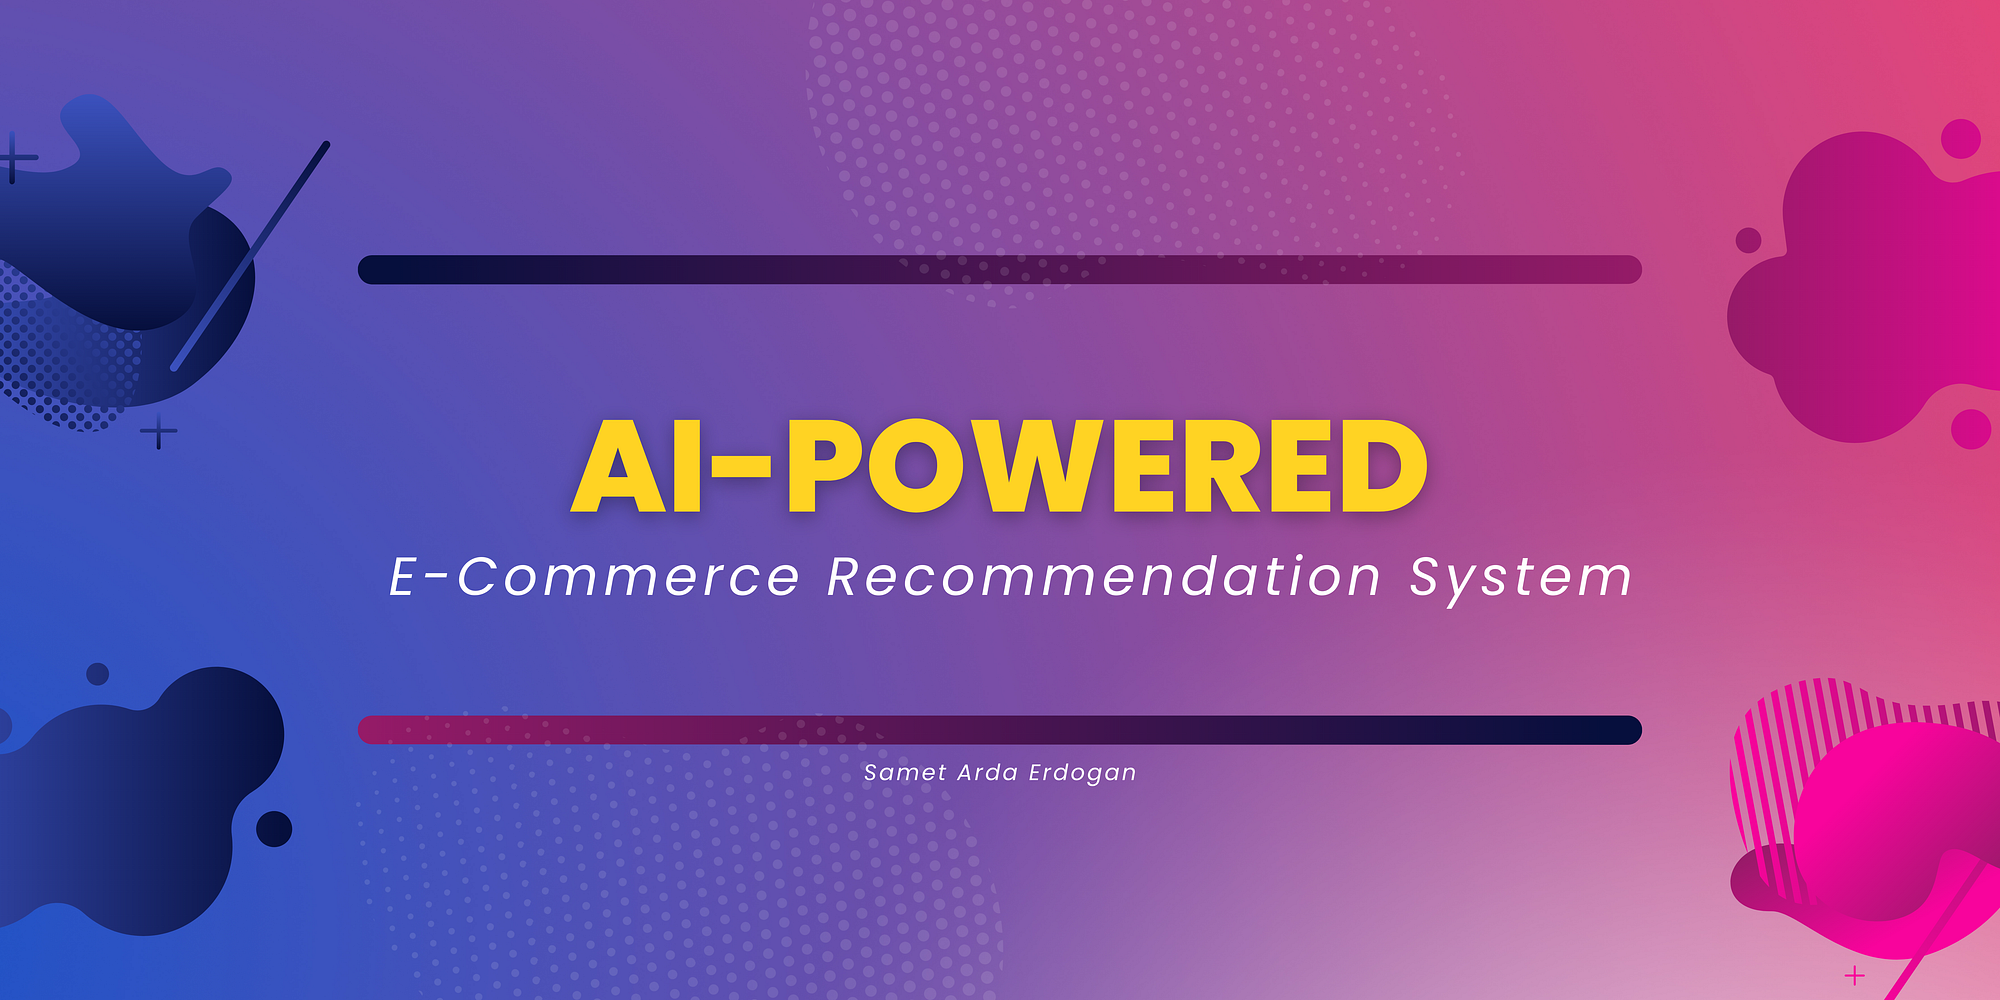 AI-POWERED
E-Commerce Recommendation System
Samet Arda Erdogan